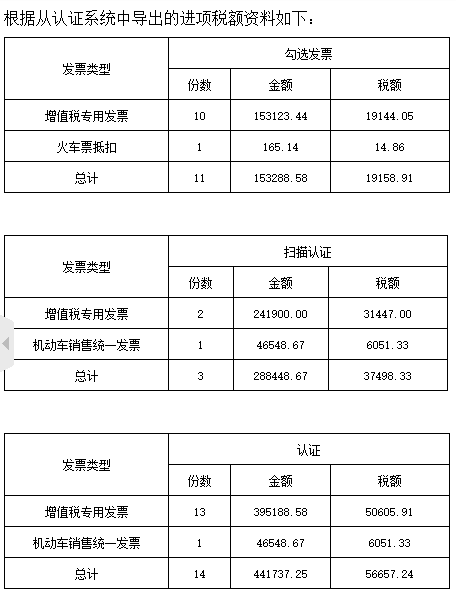 根据从认证系统中导出的进项税额资料如下：
发票类型 勾选发票
份数 金额 税额
增值税专用发票 10 153123.44 19144.05
火车票抵扣 1 165.14 14.86
总计 11 153288.58 19158.91
发票类型 扫描认证
份数 金额 税额
增值税专用发票 2 241900.00 31447.00
机动车销售统一发票 1 46548.67 6051.33
总计 3 288448.67 37498.33
发票类型 认证
份数 金额 税额
增值税专用发票 13 395188.58 50605.91
机动车销售统一发票 1 46548.67 6051.33
总计 14 441737.25 56657.24